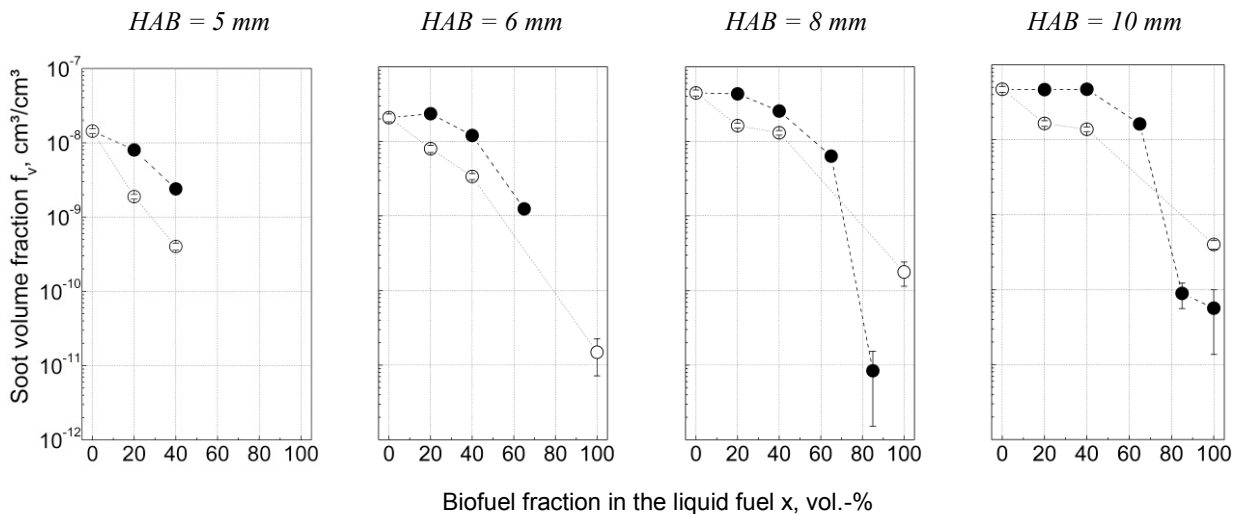 HAB = 5 mm HAB = 6 mm HAB = 8 mm HAB = 10 mm
Soot volume fraction f_v, cm³/cm³
10⁻⁷
10⁻⁸
10⁻⁹
10⁻¹⁰
10⁻¹¹
10⁻¹²
0 20 40 60 80 100 0 20 40 60 80 100 0 20 40 60 80 100 0 20 40 60 80 100
Biofuel fraction in the liquid fuel x, vol.-%